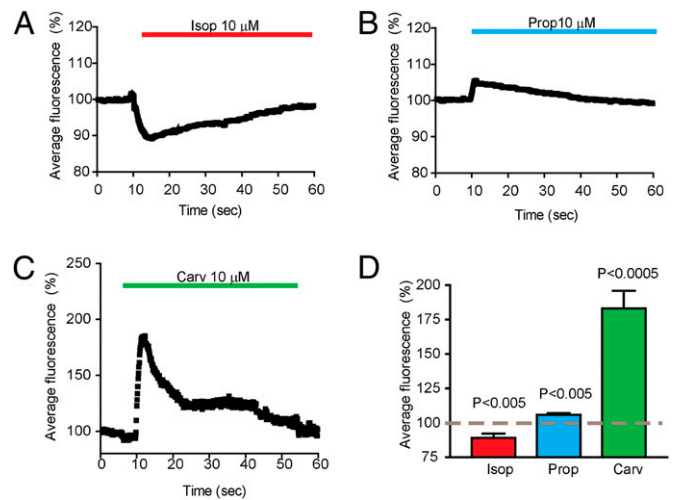 A
Isop 10 µM
Average fluorescence (%)
120
110
100
90
80
0 10 20 30 40 50 60
Time (sec)
B
Prop10 µM
Average fluorescence (%)
120
110
100
90
80
0 10 20 30 40 50 60
Time (sec)
C
Carv 10 µM
Average fluorescence (%)
250
200
150
100
0 10 20 30 40 50 60
Time (sec)
D
Average fluorescence (%)
200
175
150
125
100
75
P<0.005
P<0.005
P<0.0005
Isop Prop Carv